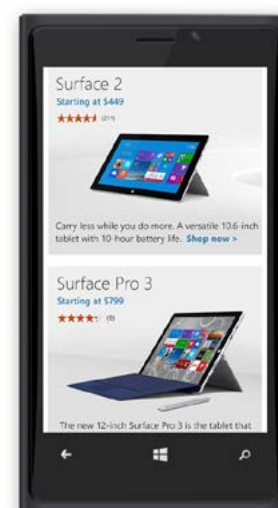 Surface 2
Starting at $449
Carry less while you do more. A versatile 10.6-inch
tablet with 10-hour battery life. Shop now >
Surface Pro 3
Starting at $799
(6)
The new 12-inch Surface Pro 3 is the tablet that